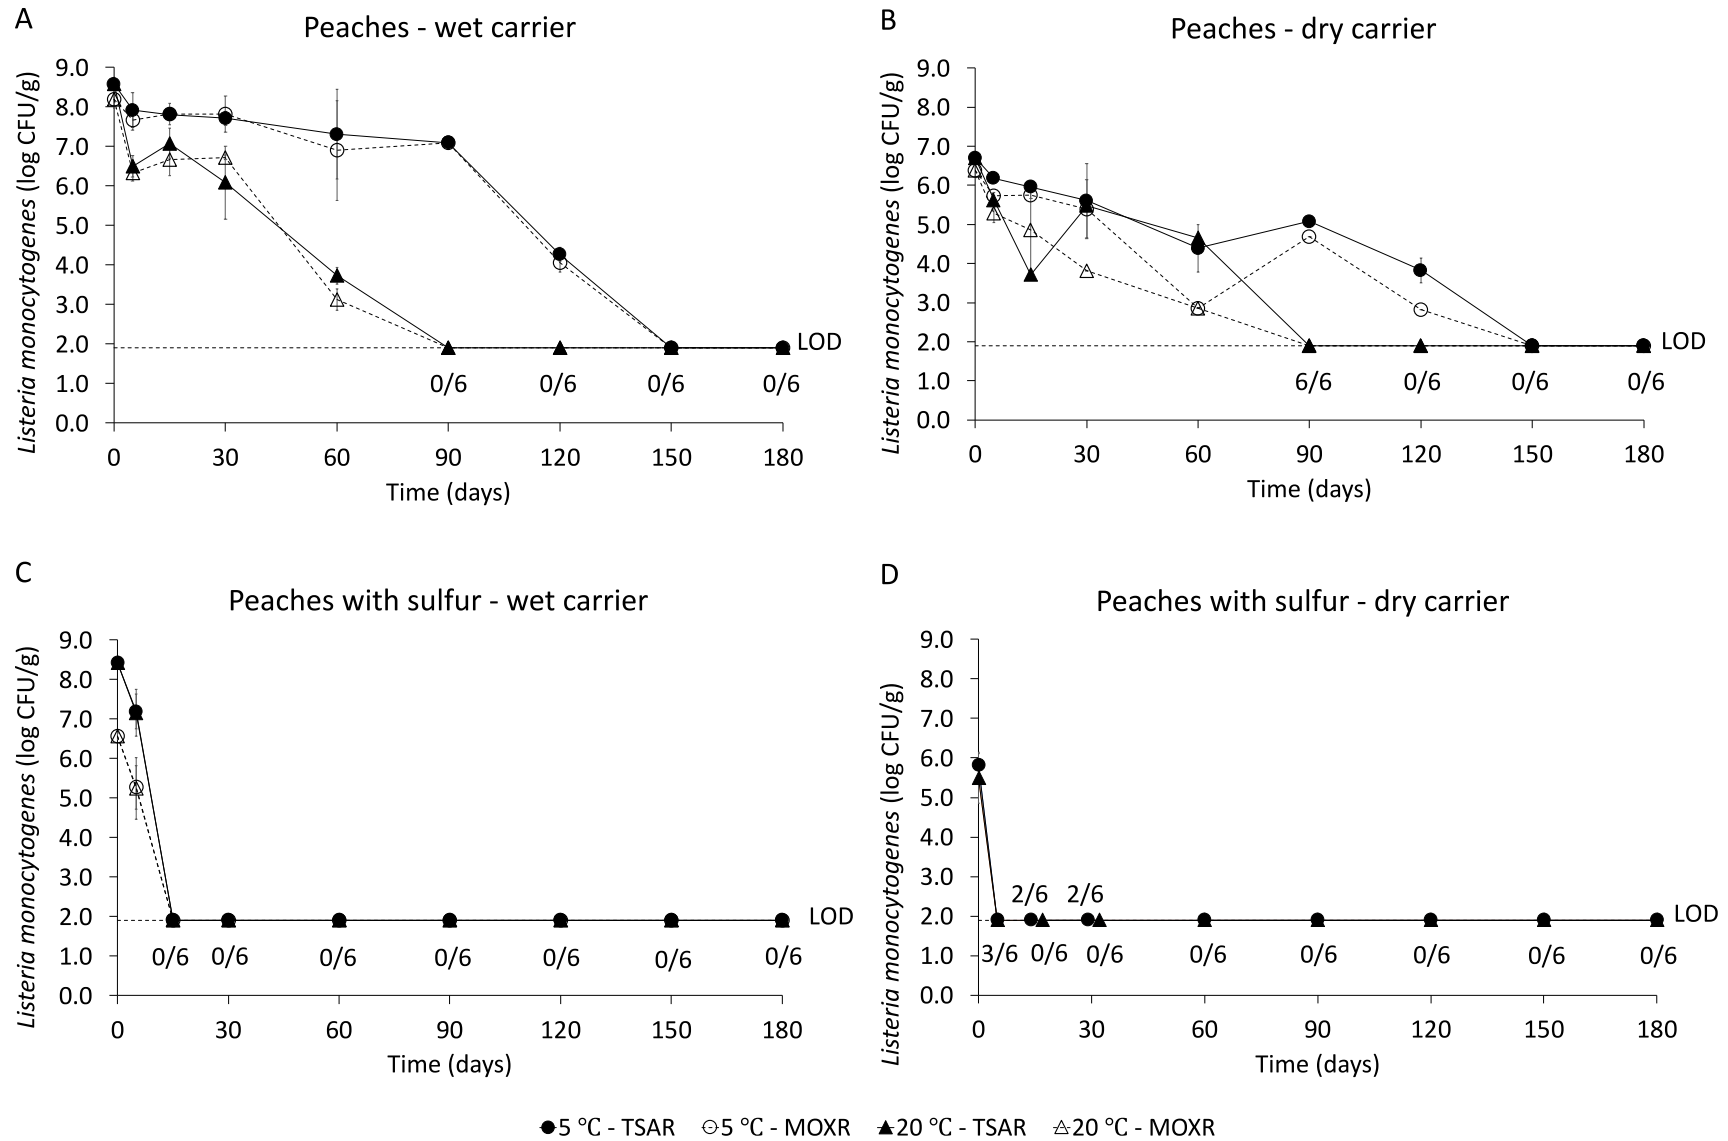 A
Peaches - wet carrier
Listeria monocytogenes (log CFU/g)
9.0
8.0
7.0
6.0
5.0
4.0
3.0
2.0
1.0
0.0
LOD
0/6 0/6 0/6 0/6
0 30 60 90 120 150 180
Time (days)
B
Peaches - dry carrier
Listeria monocytogenes (log CFU/g)
9.0
8.0
7.0
6.0
5.0
4.0
3.0
2.0
1.0
0.0
LOD
6/6 0/6 0/6 0/6
0 30 60 90 120 150 180
Time (days)
C
Peaches with sulfur - wet carrier
Listeria monocytogenes (log CFU/g)
9.0
8.0
7.0
6.0
5.0
4.0
3.0
2.0
1.0
0.0
LOD
0/6 0/6 0/6 0/6 0/6 0/6 0/6
0 30 60 90 120 150 180
Time (days)
D
Peaches with sulfur - dry carrier
Listeria monocytogenes (log CFU/g)
9.0
8.0
7.0
6.0
5.0
4.0
3.0
2.0
1.0
0.0
2/6 2/6
LOD
3/6 0/6 0/6 0/6 0/6 0/6 0/6 0/6
0 30 60 90 120 150 180
Time (days)
5 °C - TSAR 5 °C - MOXR 20 °C - TSAR 20 °C - MOXR